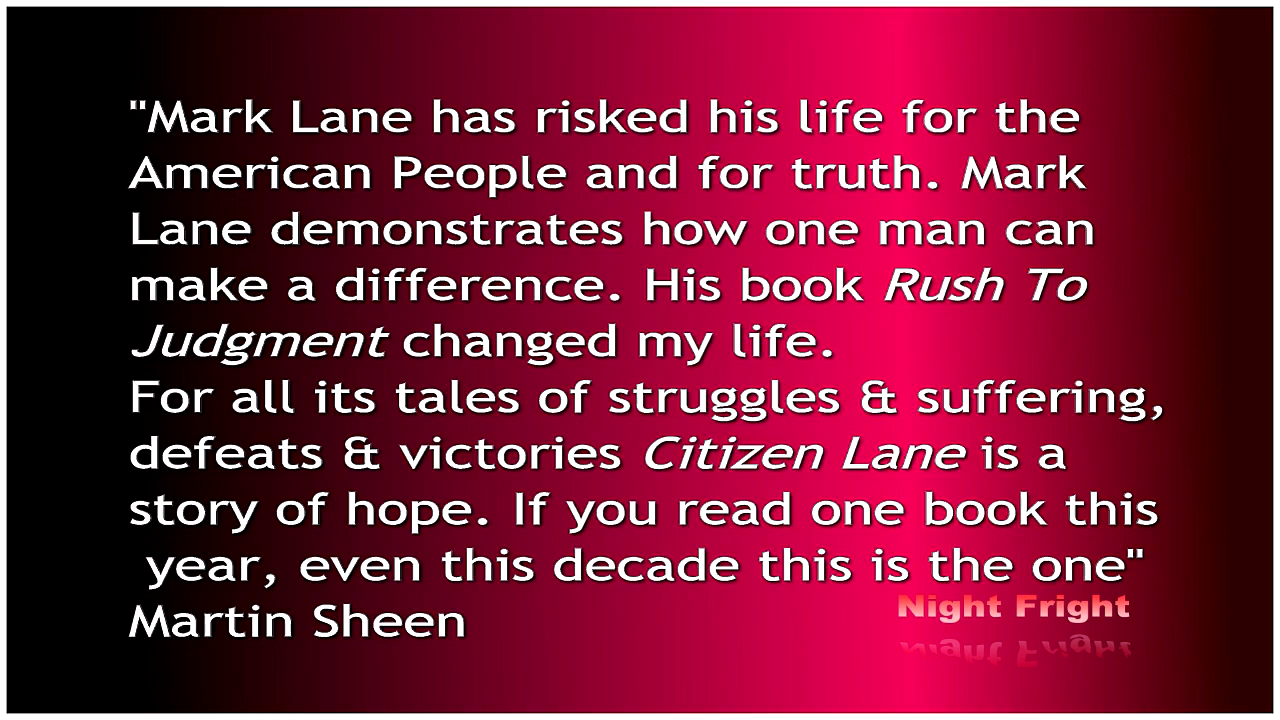 "Mark Lane has risked his life for the
American People and for truth. Mark
Lane demonstrates how one man can
make a difference. His book Rush To
Judgment changed my life.
For all its tales of struggles & suffering,
defeats & victories Citizen Lane is a
story of hope. If you read one book this
year, even this decade this is the one"
Martin Sheen
Night Fright